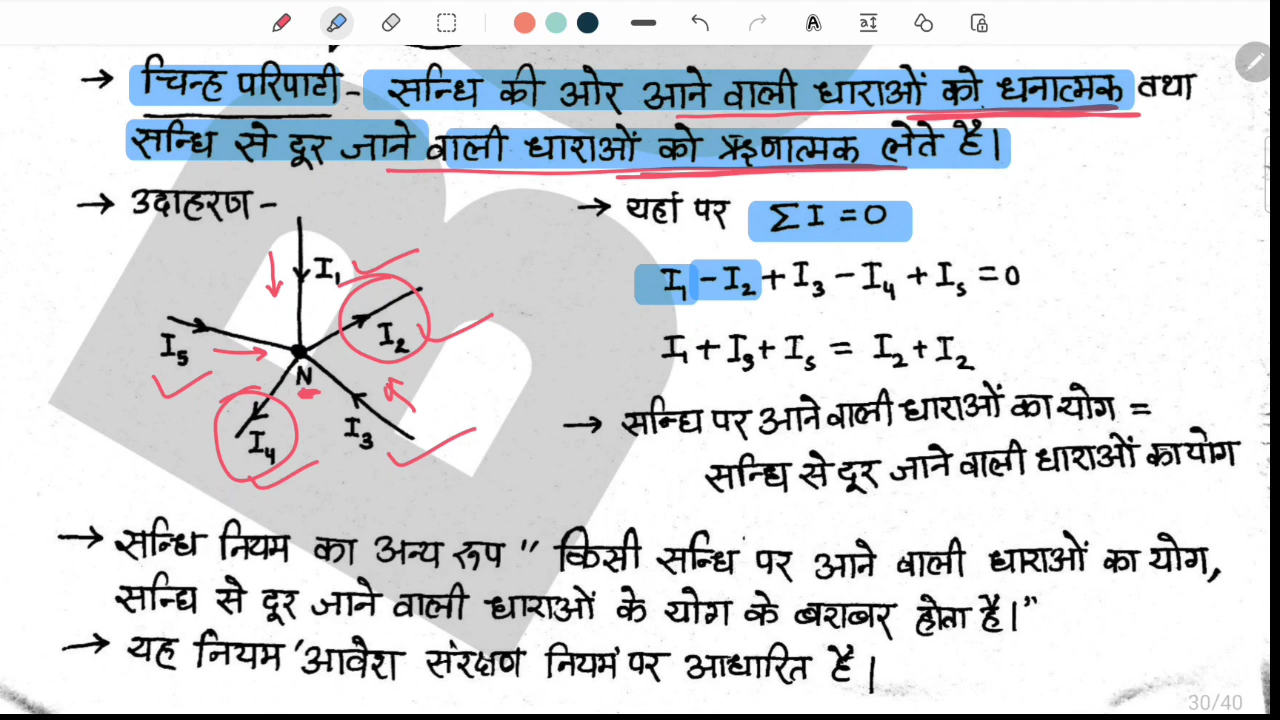 → चिन्ह परिपाटी - सन्धि की ओर आने वाली धाराओं को धनात्मक तथा
सन्धि से दूर जाने वाली धाराओं को ऋणात्मक लेते है।
→ उदाहरण -
I₁
I₂
I₅
N
I₃
I₄
→ यहां पर ΣI = 0
I₁ - I₂ + I₃ - I₄ + I₅ = 0
I₁ + I₃ + I₅ = I₂ + I₂
→ सन्धि पर आने वाली धाराओं का योग =
सन्धि से दूर जाने वाली धाराओं का योग
→ सन्धि नियम का अन्य रूप " किसी सन्धि पर आने वाली धाराओं का योग,
सन्धि से दूर जाने वाली धाराओं के योग के बराबर होता है।"
→ यह नियम 'आवेश संरक्षण नियम' पर आधारित है।
30/40